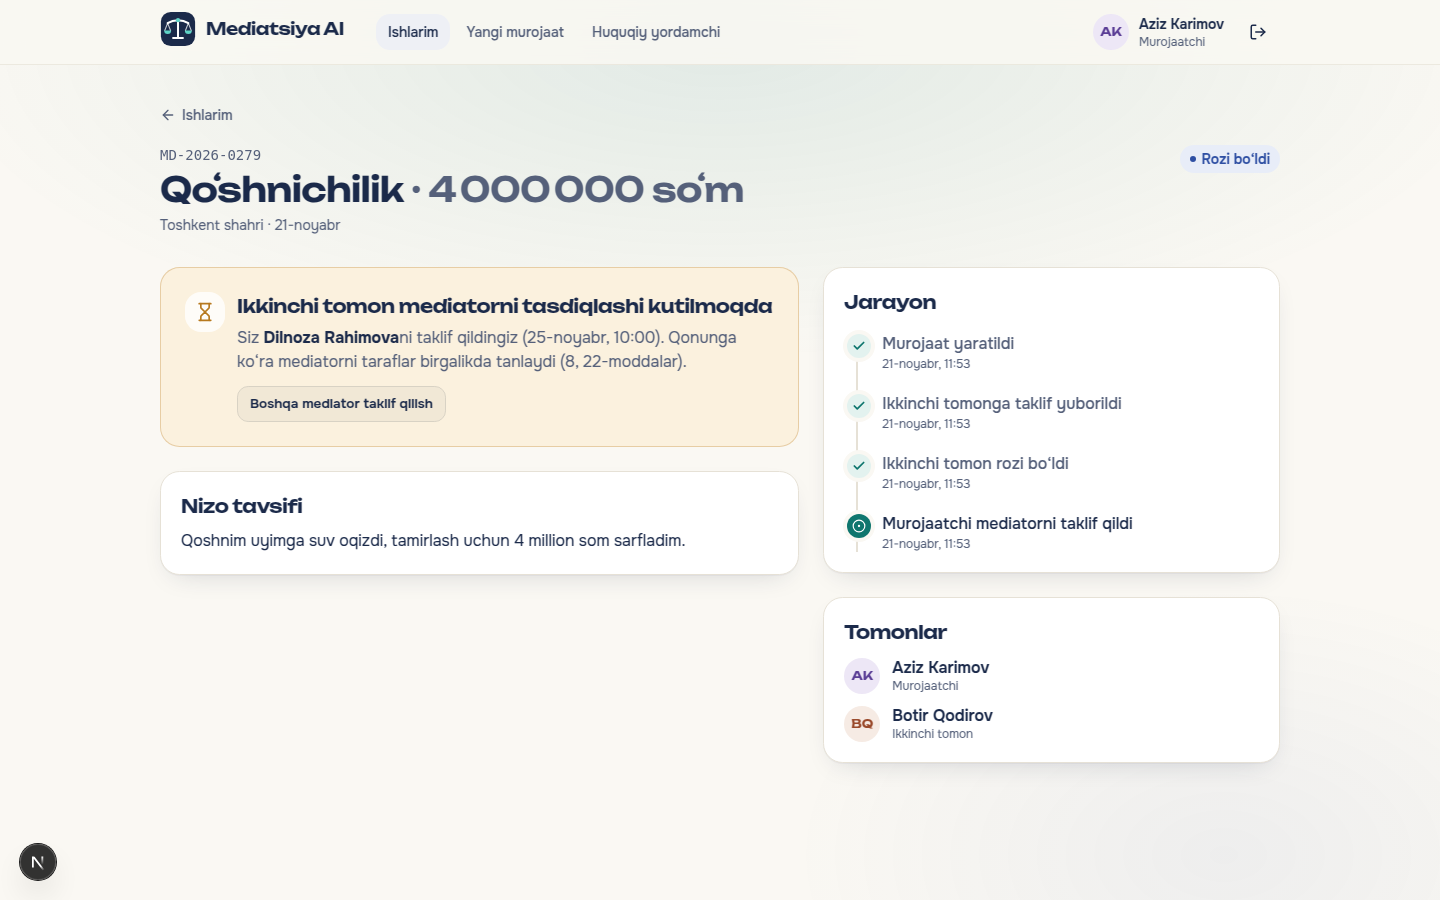 Mediatsiya AI
Ishlarim
Yangi murojaat
Huquqiy yordamchi
AK
Aziz Karimov
Murojaatchi
← Ishlarim
MD-2026-0279
Qo‘shnichilik · 4 000 000 so‘m
Toshkent shahri · 21-noyabr
Rozi bo‘ldi
Ikkinchi tomon mediatorni tasdiqlashi kutilmoqda
Siz Dilnoza Rahimovani taklif qildingiz (25-noyabr, 10:00). Qonunga
ko‘ra mediatorni taraflar birgalikda tanlaydi (8, 22-moddalar).
Boshqa mediator taklif qilish
Nizo tavsifi
Qoshnim uyimga suv oqizdi, tamirlash uchun 4 million som sarfladim.
Jarayon
Murojaat yaratildi
21-noyabr, 11:53
Ikkinchi tomonga taklif yuborildi
21-noyabr, 11:53
Ikkinchi tomon rozi bo‘ldi
21-noyabr, 11:53
Murojaatchi mediatorni taklif qildi
21-noyabr, 11:53
Tomonlar
AK
Aziz Karimov
Murojaatchi
BQ
Botir Qodirov
Ikkinchi tomon
N